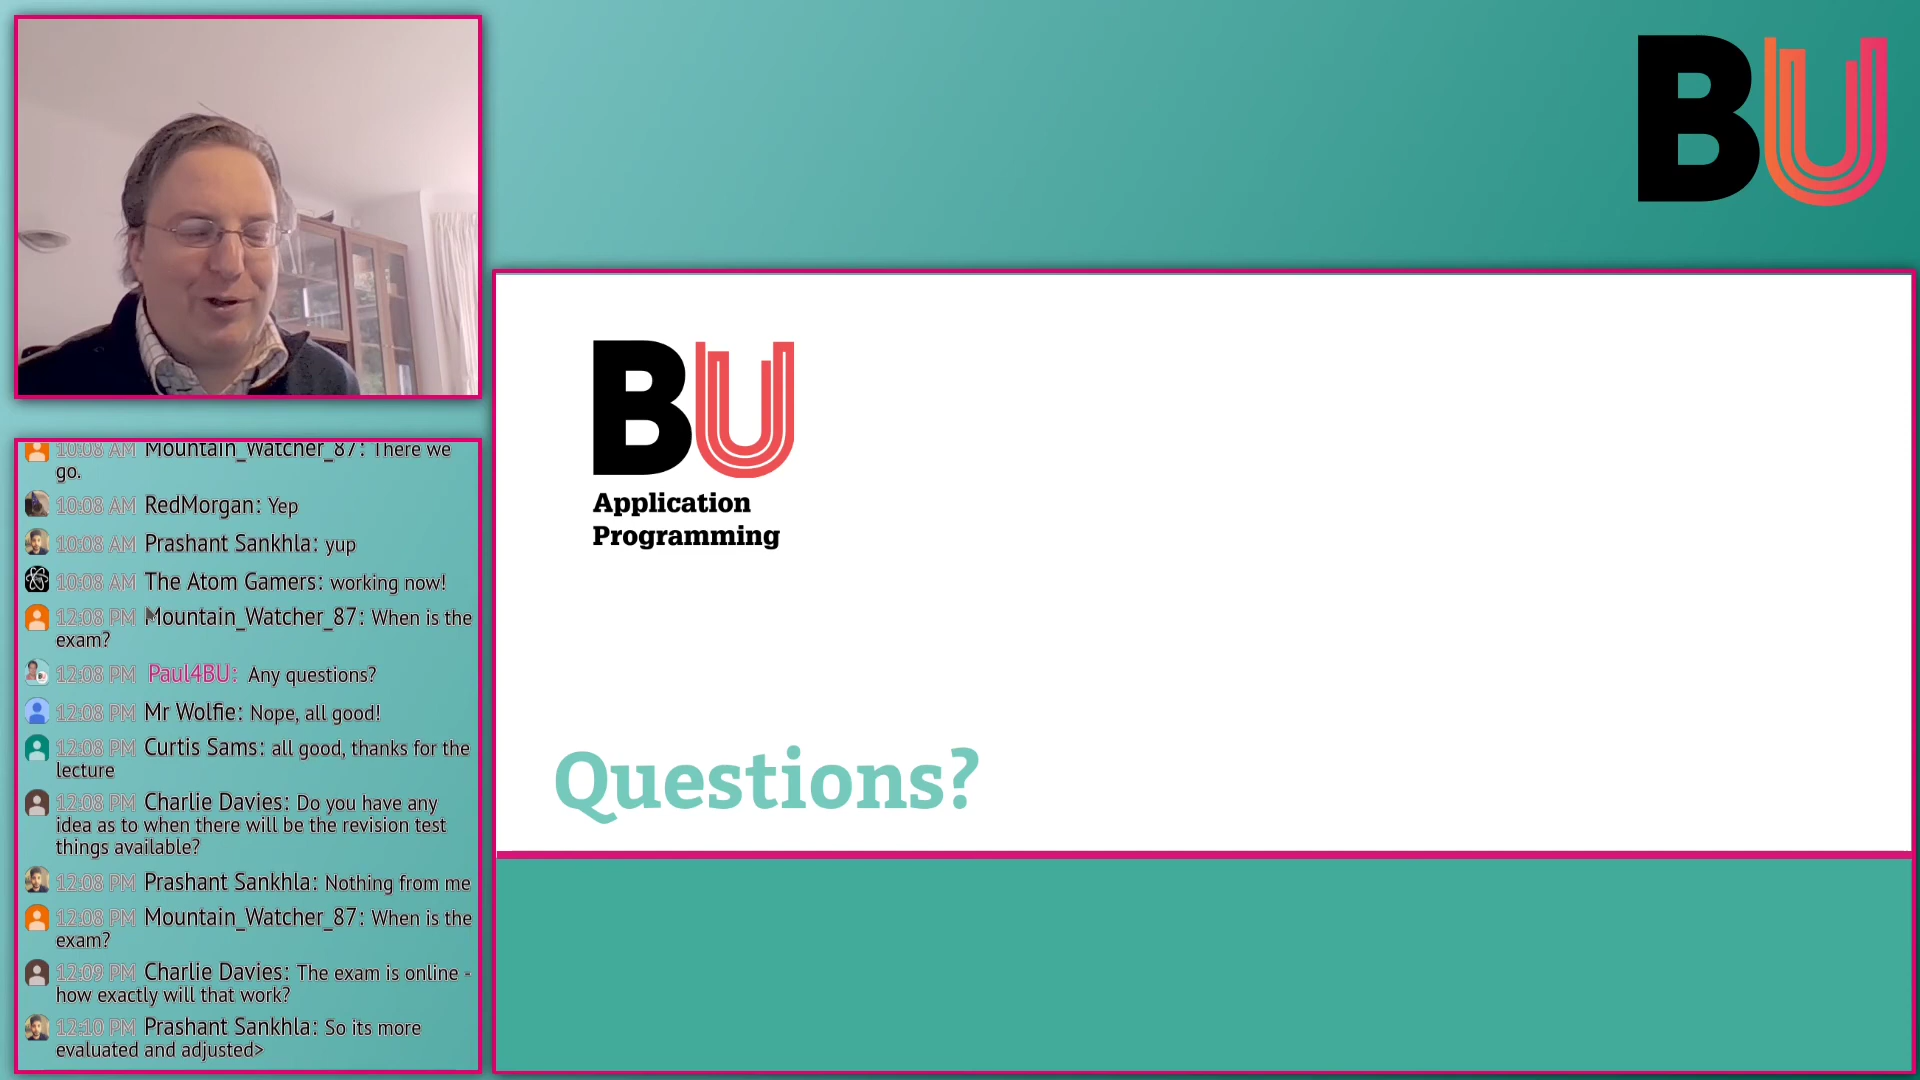 BU
10:08 AM Mountain_Watcher_87: There we
go.
10:08 AM RedMorgan: Yep
10:08 AM Prashant Sankhla: yup
10:08 AM The Atom Gamers: working now!
12:08 PM Mountain_Watcher_87: When is the
exam?
12:08 PM Paul4BU: Any questions?
12:08 PM Mr Wolfie: Nope, all good!
12:08 PM Curtis Sams: all good, thanks for the
lecture
12:08 PM Charlie Davies: Do you have any
idea as to when there will be the revision test
things available?
12:08 PM Prashant Sankhla: Nothing from me
12:08 PM Mountain_Watcher_87: When is the
exam?
12:09 PM Charlie Davies: The exam is online -
how exactly will that work?
12:10 PM Prashant Sankhla: So its more
evaluated and adjusted>
BU
Application
Programming
Questions?